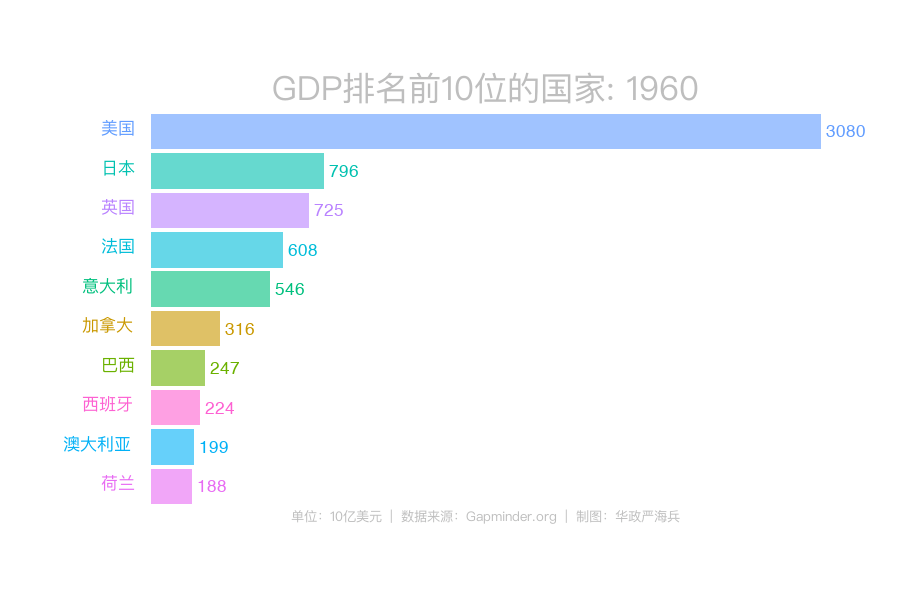 GDP排名前10位的国家: 1960
美国 3080
日本 796
英国 725
法国 608
意大利 546
加拿大 316
巴西 247
西班牙 224
澳大利亚 199
荷兰 188
单位：10亿美元 | 数据来源：Gapminder.org | 制图：华政严海兵